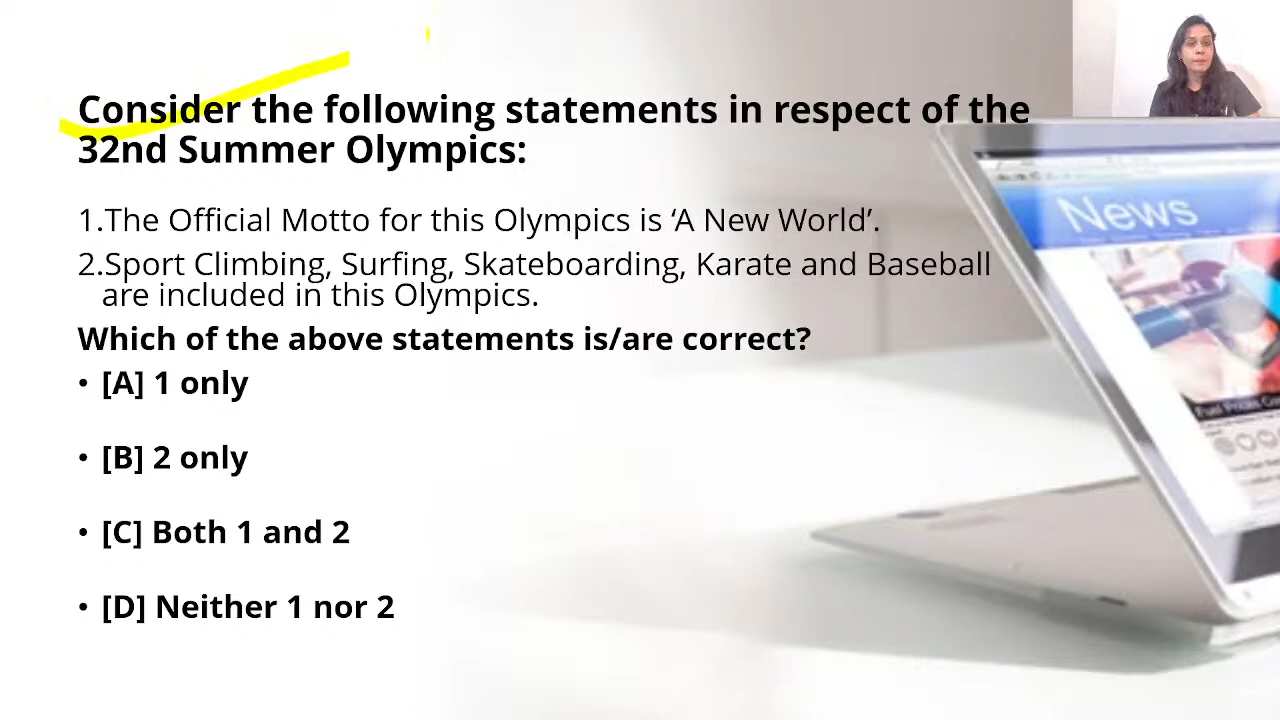 Consider the following statements in respect of the
32nd Summer Olympics:
1.The Official Motto for this Olympics is ‘A New World’.
2.Sport Climbing, Surfing, Skateboarding, Karate and Baseball
are included in this Olympics.
Which of the above statements is/are correct?
• [A] 1 only
• [B] 2 only
• [C] Both 1 and 2
• [D] Neither 1 nor 2
News